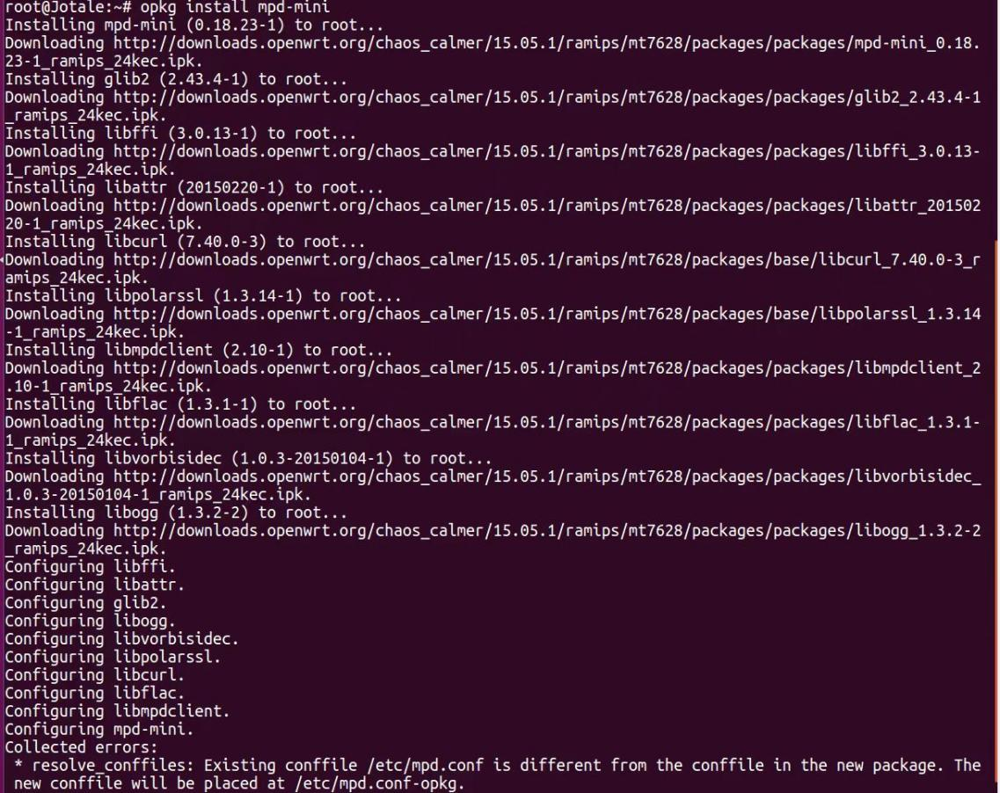 root@Jotale:~# opkg install mpd-mini
Installing mpd-mini (0.18.23-1) to root...
Downloading http://downloads.openwrt.org/chaos_calmer/15.05.1/ramips/mt7628/packages/packages/mpd-mini_0.18.
23-1_ramips_24kec.ipk.
Installing glib2 (2.43.4-1) to root...
Downloading http://downloads.openwrt.org/chaos_calmer/15.05.1/ramips/mt7628/packages/packages/glib2_2.43.4-1
_ramips_24kec.ipk.
Installing libffi (3.0.13-1) to root...
Downloading http://downloads.openwrt.org/chaos_calmer/15.05.1/ramips/mt7628/packages/packages/libffi_3.0.13-
1_ramips_24kec.ipk.
Installing libattr (20150220-1) to root...
Downloading http://downloads.openwrt.org/chaos_calmer/15.05.1/ramips/mt7628/packages/packages/libattr_201502
20-1_ramips_24kec.ipk.
Installing libcurl (7.40.0-3) to root...
Downloading http://downloads.openwrt.org/chaos_calmer/15.05.1/ramips/mt7628/packages/base/libcurl_7.40.0-3_r
amips_24kec.ipk.
Installing libpolarssl (1.3.14-1) to root...
Downloading http://downloads.openwrt.org/chaos_calmer/15.05.1/ramips/mt7628/packages/base/libpolarssl_1.3.14
-1_ramips_24kec.ipk.
Installing libmpdclient (2.10-1) to root...
Downloading http://downloads.openwrt.org/chaos_calmer/15.05.1/ramips/mt7628/packages/packages/libmpdclient_2
.10-1_ramips_24kec.ipk.
Installing libflac (1.3.1-1) to root...
Downloading http://downloads.openwrt.org/chaos_calmer/15.05.1/ramips/mt7628/packages/packages/libflac_1.3.1-
1_ramips_24kec.ipk.
Installing libvorbisidec (1.0.3-20150104-1) to root...
Downloading http://downloads.openwrt.org/chaos_calmer/15.05.1/ramips/mt7628/packages/packages/libvorbisidec_
1.0.3-20150104-1_ramips_24kec.ipk.
Installing libogg (1.3.2-2) to root...
Downloading http://downloads.openwrt.org/chaos_calmer/15.05.1/ramips/mt7628/packages/packages/libogg_1.3.2-2
_ramips_24kec.ipk.
Configuring libffi.
Configuring libattr.
Configuring glib2.
Configuring libogg.
Configuring libvorbisidec.
Configuring libpolarssl.
Configuring libcurl.
Configuring libflac.
Configuring libmpdclient.
Configuring mpd-mini.
Collected errors:
 * resolve_conffiles: Existing conffile /etc/mpd.conf is different from the conffile in the new package. The
 new conffile will be placed at /etc/mpd.conf-opkg.